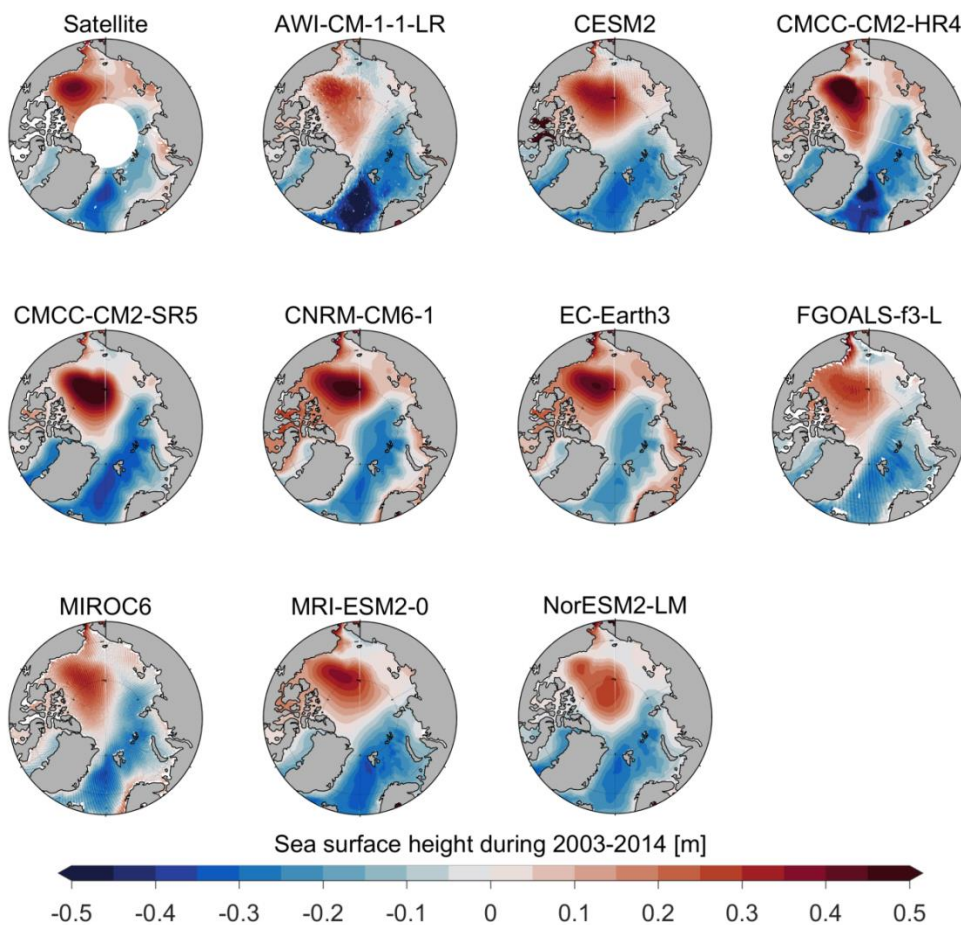 Satellite
AWI-CM-1-1-LR
CESM2
CMCC-CM2-HR4
CMCC-CM2-SR5
CNRM-CM6-1
EC-Earth3
FGOALS-f3-L
MIROC6
MRI-ESM2-0
NorESM2-LM
Sea surface height during 2003-2014 [m]
-0.5 -0.4 -0.3 -0.2 -0.1 0 0.1 0.2 0.3 0.4 0.5